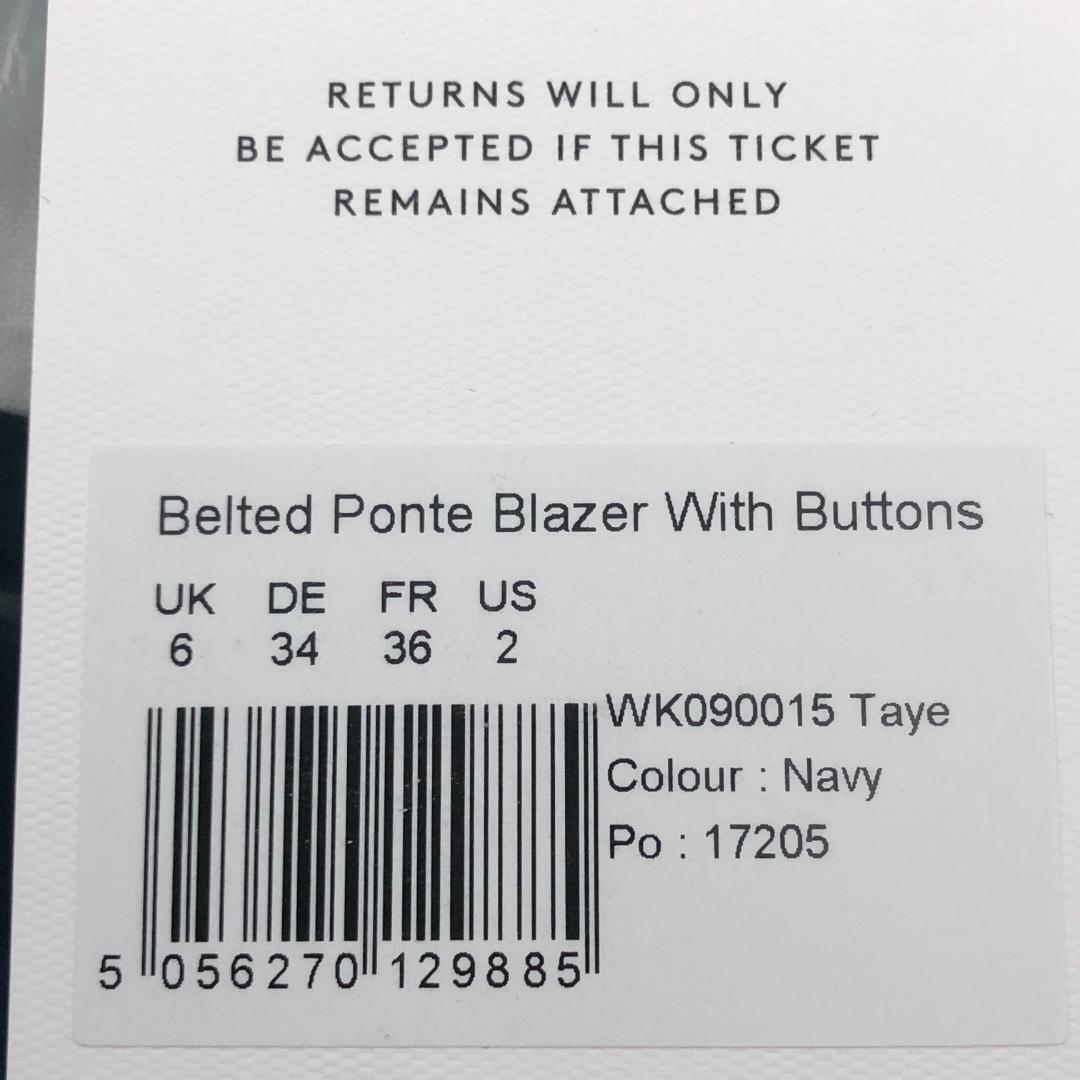 RETURNS WILL ONLY
BE ACCEPTED IF THIS TICKET
REMAINS ATTACHED
Belted Ponte Blazer With Buttons
UK DE FR US
6 34 36 2
WK090015 Taye
Colour : Navy
Po : 17205
5 056270 129885